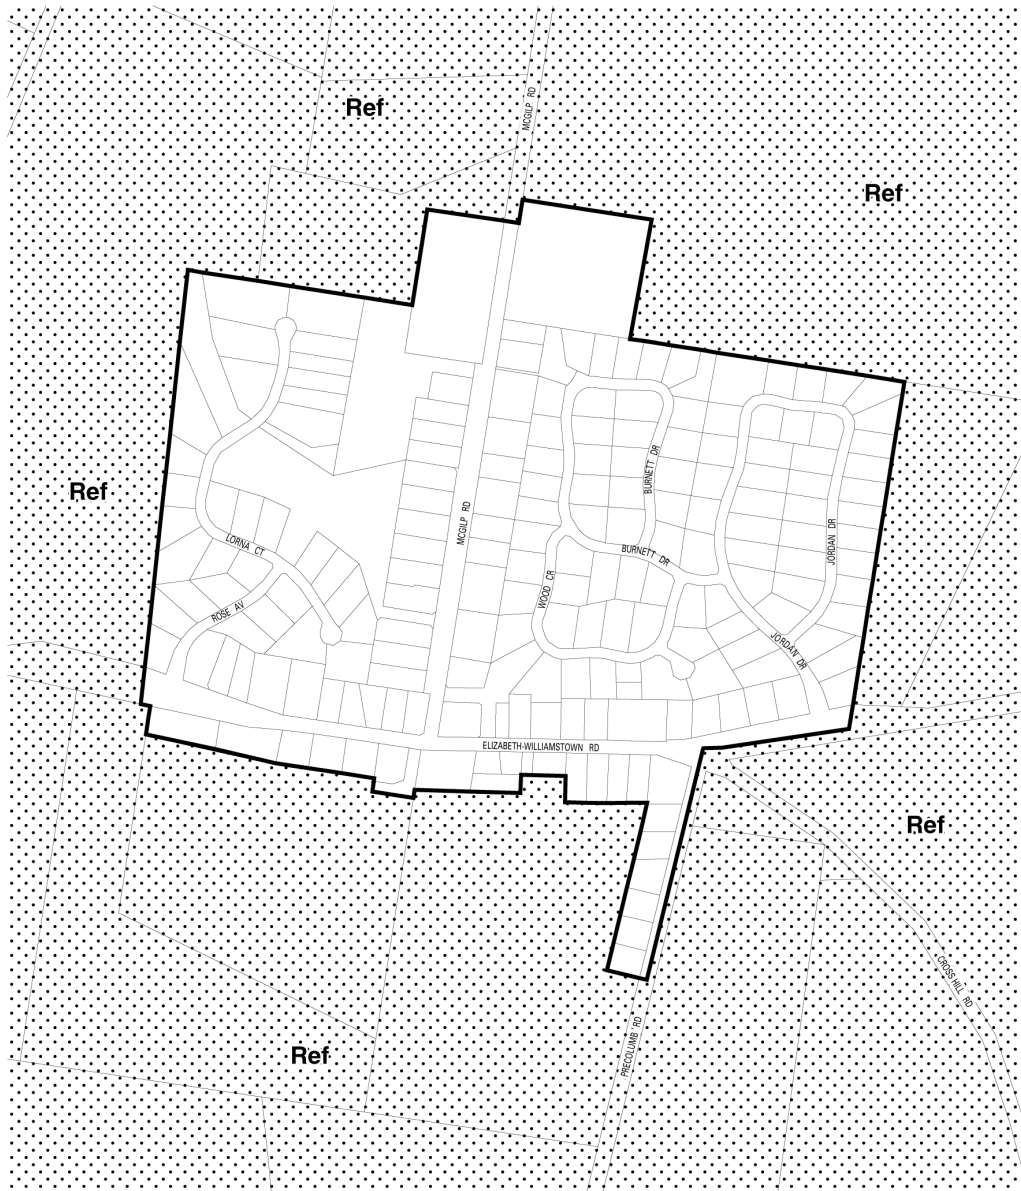 MCGILP RD
Ref
Ref
BURNETT DR
Ref
MCGILP RD
JORDAN DR
LORNA CT
BURNETT DR
WOOD CR
ROSE AV
JORDAN DR
ELIZABETH-WILLIAMSTOWN RD
Ref
CROSS HILL RD
PRECOLUMB RD
Ref